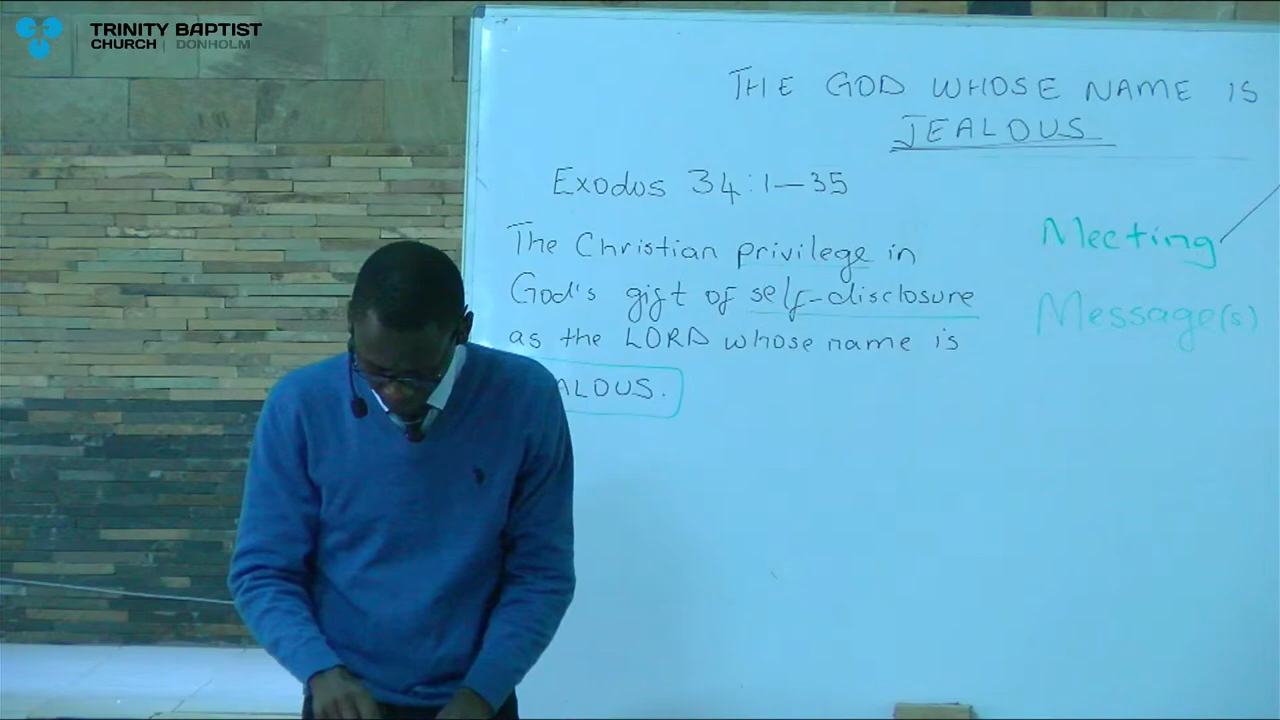 TRINITY BAPTIST
CHURCH | DONHOLM
THE GOD WHOSE NAME IS
JEALOUS
Exodus 34:1—35
The Christian privilege in
God's gift of self-disclosure
as the LORD whose name is
ALOUS.
Meeting
Message(s)